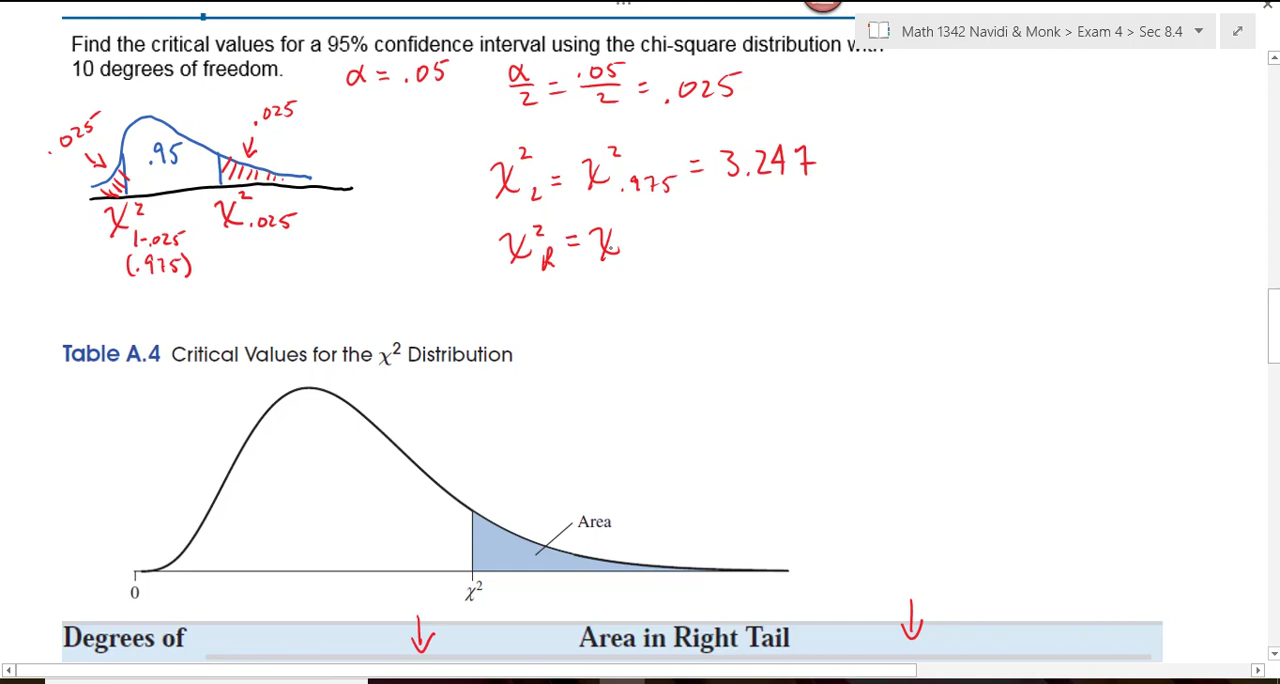 Math 1342 Navidi & Monk > Exam 4 > Sec 8.4
Find the critical values for a 95% confidence interval using the chi-square distribution
10 degrees of freedom.
α = .05
α/2 = .05/2 = .025
.025
.025
.95
χ²₂ = χ².₉₇₅ = 3.247
χ²
1-.025
(.975)
χ².025
χ²R = χ
Table A.4 Critical Values for the χ² Distribution
Area
0
χ²
Degrees of
Area in Right Tail